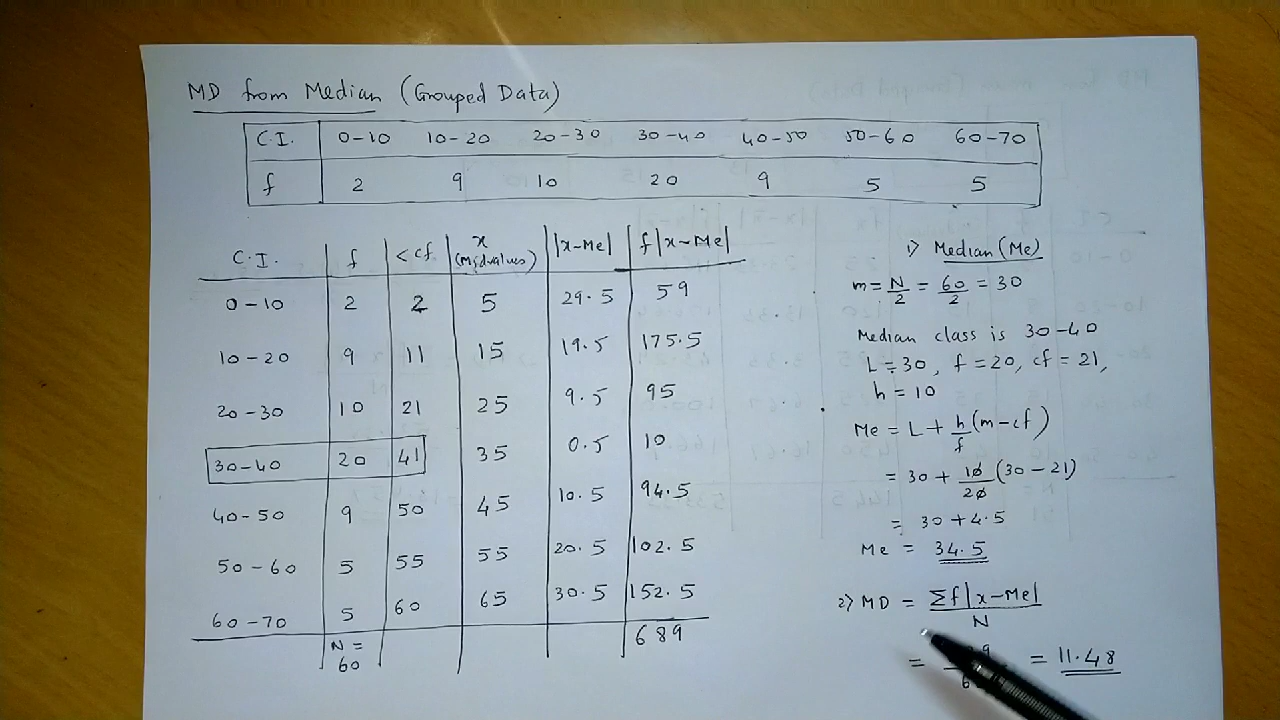 MD from Median (Grouped Data)
C.I. 0-10 10-20 20-30 30-40 40-50 50-60 60-70
f 2 9 10 20 9 5 5
C.I. f <cf x (Midvalues) |x-Me| f|x-Me|
0-10 2 2 5 29.5 59
10-20 9 11 15 19.5 175.5
20-30 10 21 25 9.5 95
30-40 20 41 35 0.5 10
40-50 9 50 45 10.5 94.5
50-60 5 55 55 20.5 102.5
60-70 5 60 65 30.5 152.5
N = 60 689
1) Median (Me)
m = N/2 = 60/2 = 30
Median class is 30-40
L = 30, f = 20, cf = 21,
h = 10
Me = L + h/f (m-cf)
= 30 + 10/20 (30-21)
= 30 + 4.5
Me = 34.5
2) MD = Σf|x-Me| / N
= = 11.48